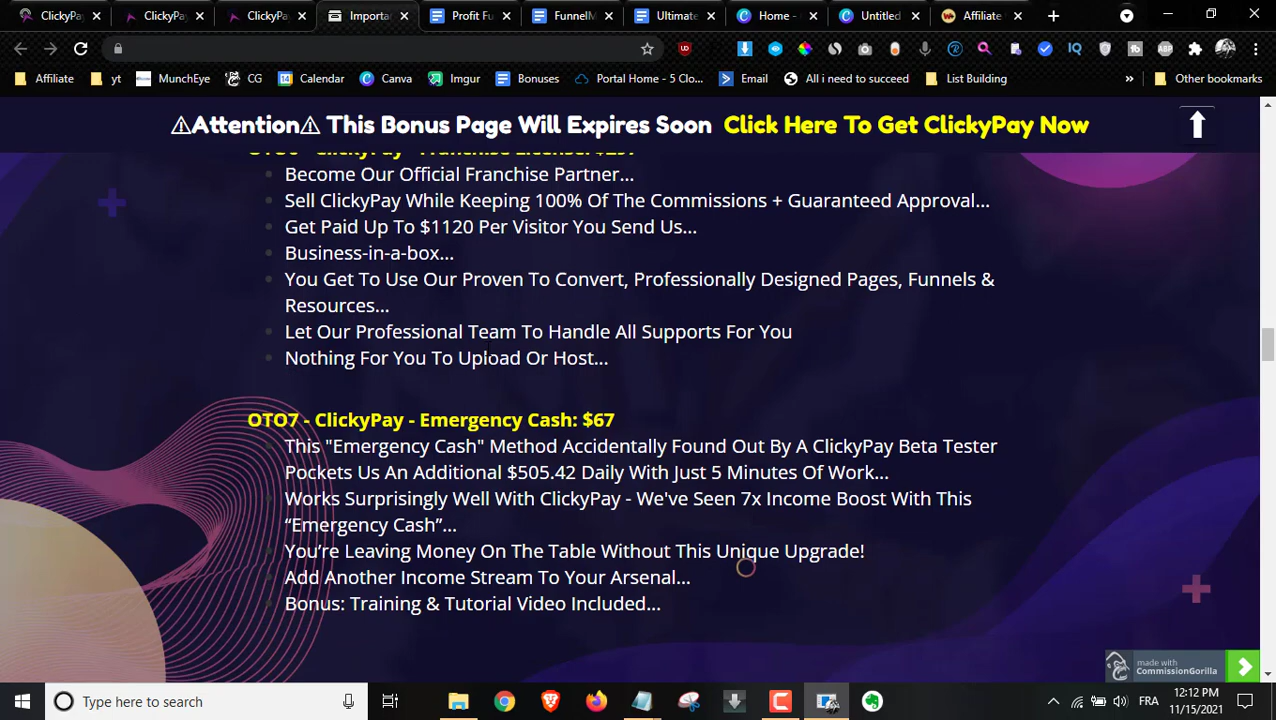 ClickyPay
ClickyPay
ClickyPay
Importa
Profit Fu
FunnelM
Ultimate
Home -
Untitled
Affiliate
Affiliate
yt
MunchEye
CG
Calendar
Canva
Imgur
Bonuses
Portal Home - 5 Clo...
Email
All i need to succeed
List Building
»
Other bookmarks
⚠Attention⚠ This Bonus Page Will Expires Soon Click Here To Get ClickyPay Now
OTO6 - ClickyPay - Franchise License: $297
Become Our Official Franchise Partner...
Sell ClickyPay While Keeping 100% Of The Commissions + Guaranteed Approval...
Get Paid Up To $1120 Per Visitor You Send Us...
Business-in-a-box...
You Get To Use Our Proven To Convert, Professionally Designed Pages, Funnels &
Resources...
Let Our Professional Team To Handle All Supports For You
Nothing For You To Upload Or Host...
OTO7 - ClickyPay - Emergency Cash: $67
This "Emergency Cash" Method Accidentally Found Out By A ClickyPay Beta Tester
Pockets Us An Additional $505.42 Daily With Just 5 Minutes Of Work...
Works Surprisingly Well With ClickyPay - We've Seen 7x Income Boost With This
“Emergency Cash”...
You’re Leaving Money On The Table Without This Unique Upgrade!
Add Another Income Stream To Your Arsenal...
Bonus: Training & Tutorial Video Included...
made with
CommissionGorilla
Type here to search
FRA
12:12 PM
11/15/2021